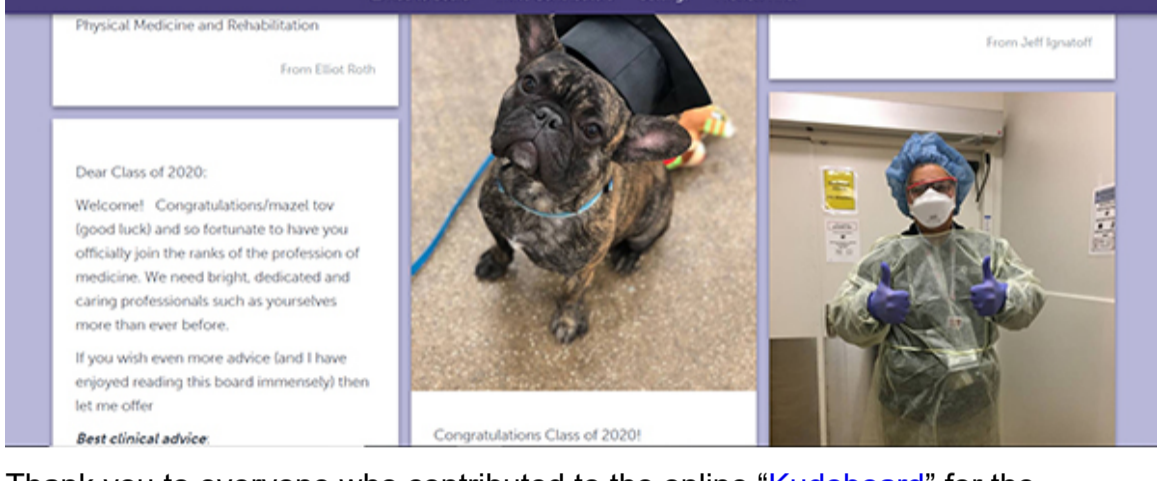 Physical Medicine and Rehabilitation
From Elliot Roth
Dear Class of 2020:
Welcome! Congratulations/mazel tov
(good luck) and so fortunate to have you
officially join the ranks of the profession of
medicine. We need bright, dedicated and
caring professionals such as yourselves
more than ever before.
If you wish even more advice (and I have
enjoyed reading this board immensely) then
let me offer
Best clinical advice:
Congratulations Class of 2020!
From Jeff Ignatoff
Thank you to everyone who contributed to the online “Kudoboard” for the